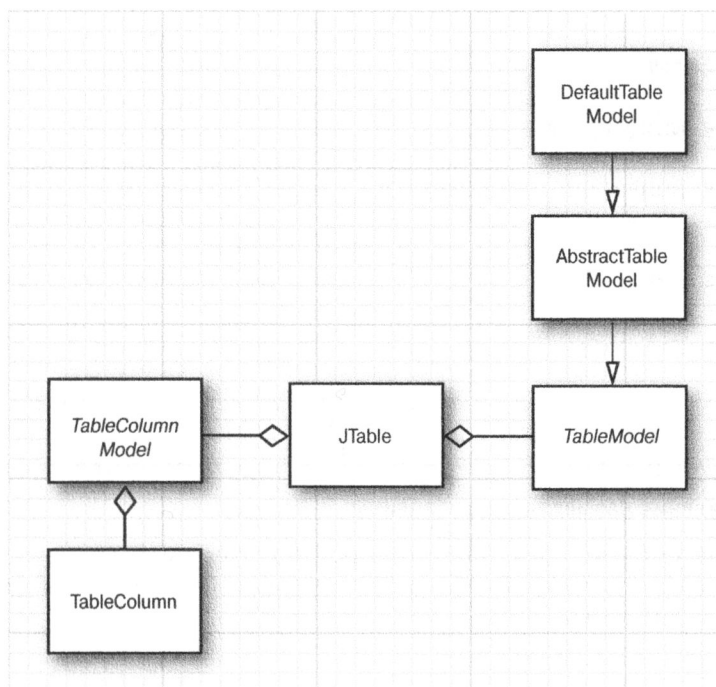 DefaultTable
Model
AbstractTable
Model
TableColumn
Model
JTable
TableModel
TableColumn